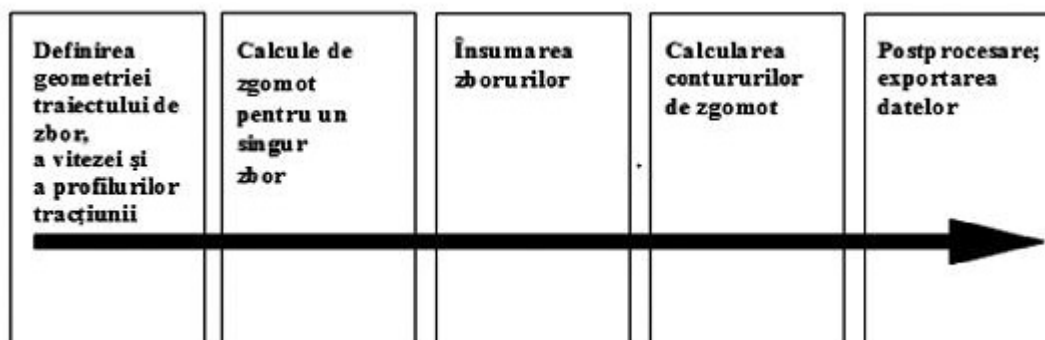 Definirea
geometriei
traiectului de
zbor,
a vitezei și
a profilurilor
tracțiunii
Calcule de
zgomot
pentru un
singur
zbor
Însumarea
zborurilor
Calcularea
contururilor
de zgomot
Postprocesare;
exportarea
datelor